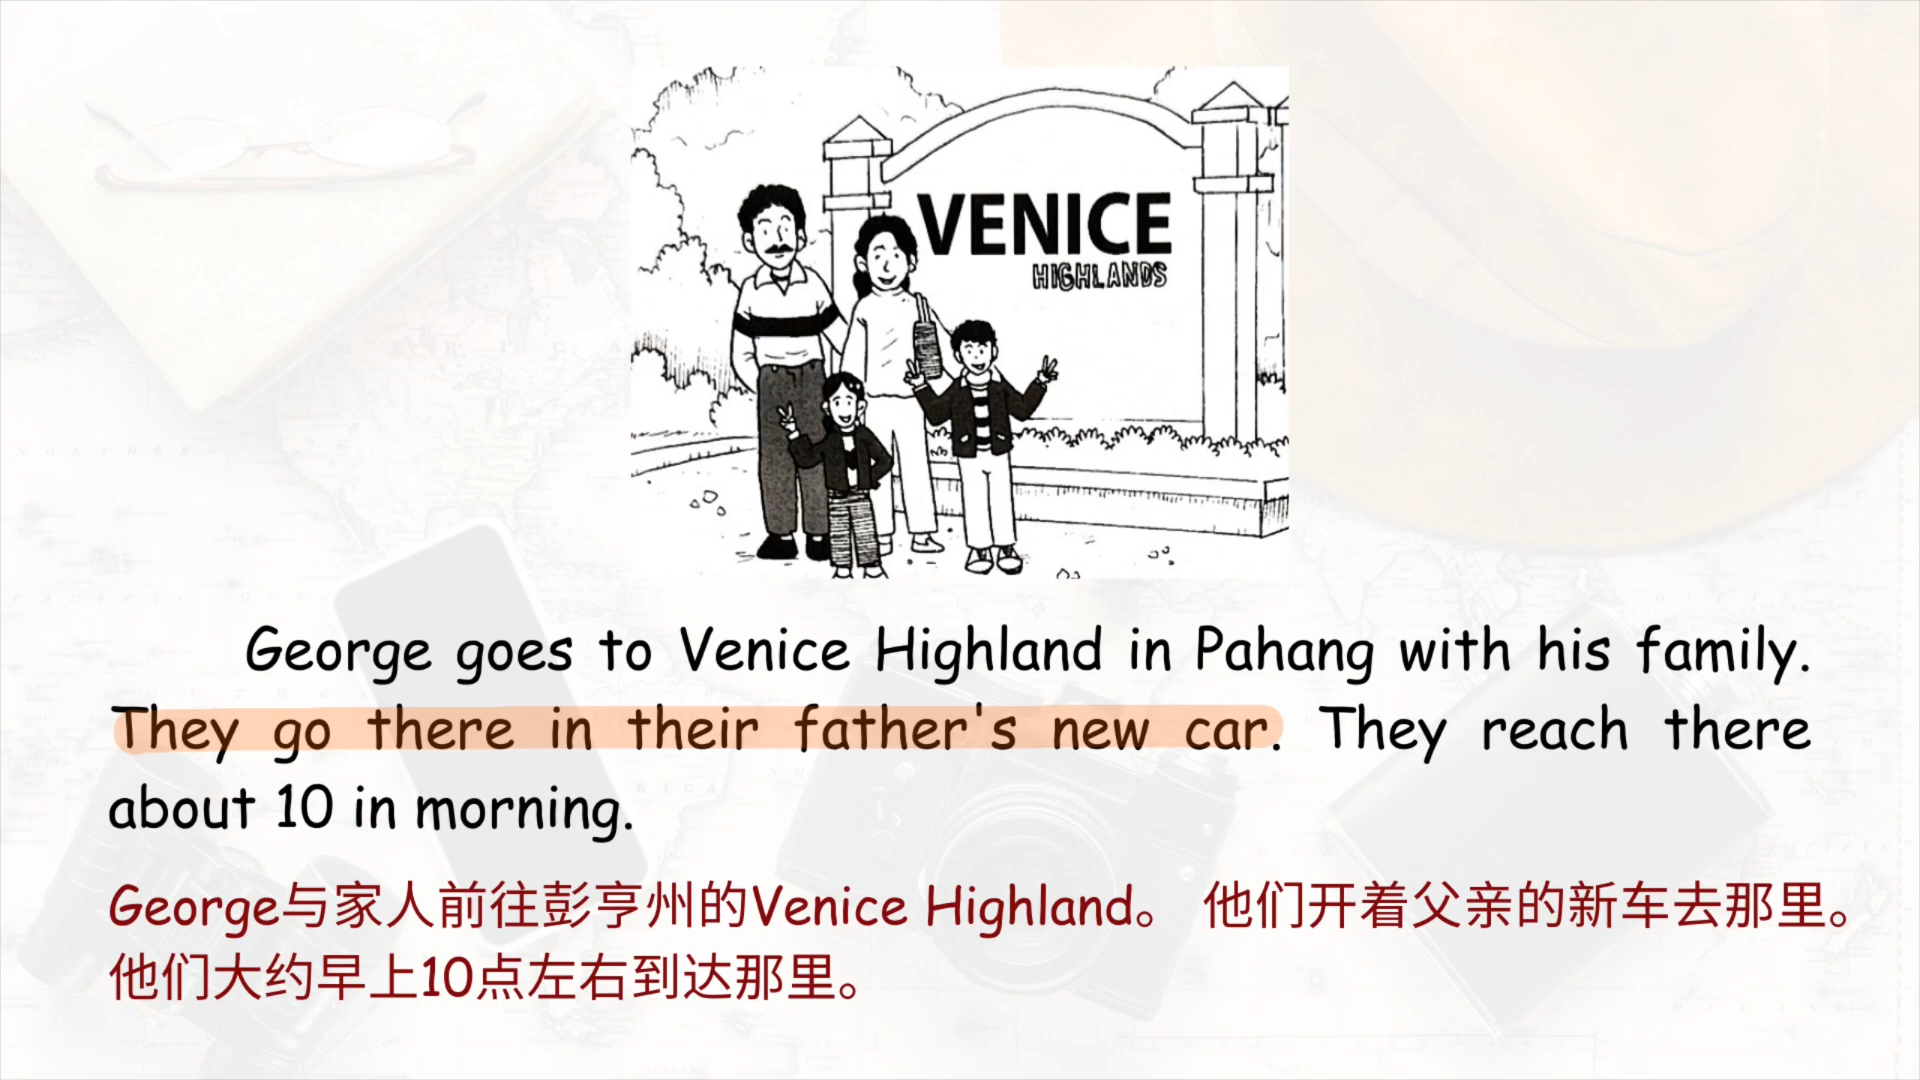 VENICE
HIGHLANDS
George goes to Venice Highland in Pahang with his family.
They go there in their father's new car. They reach there
about 10 in morning.
George与家人前往彭亨州的Venice Highland。 他们开着父亲的新车去那里。
他们大约早上10点左右到达那里。